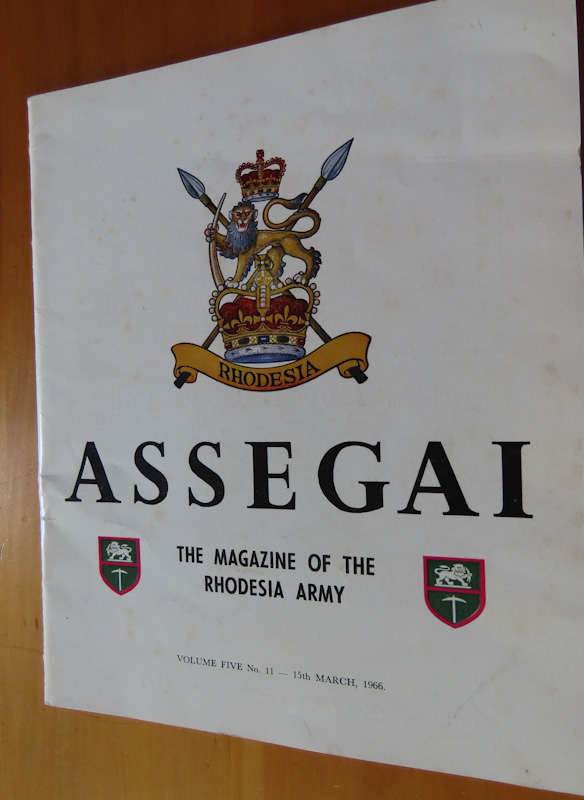 RHODESIA
ASSEGAI
THE MAGAZINE OF THE
RHODESIA ARMY
VOLUME FIVE No. 11 — 15th MARCH, 1966.